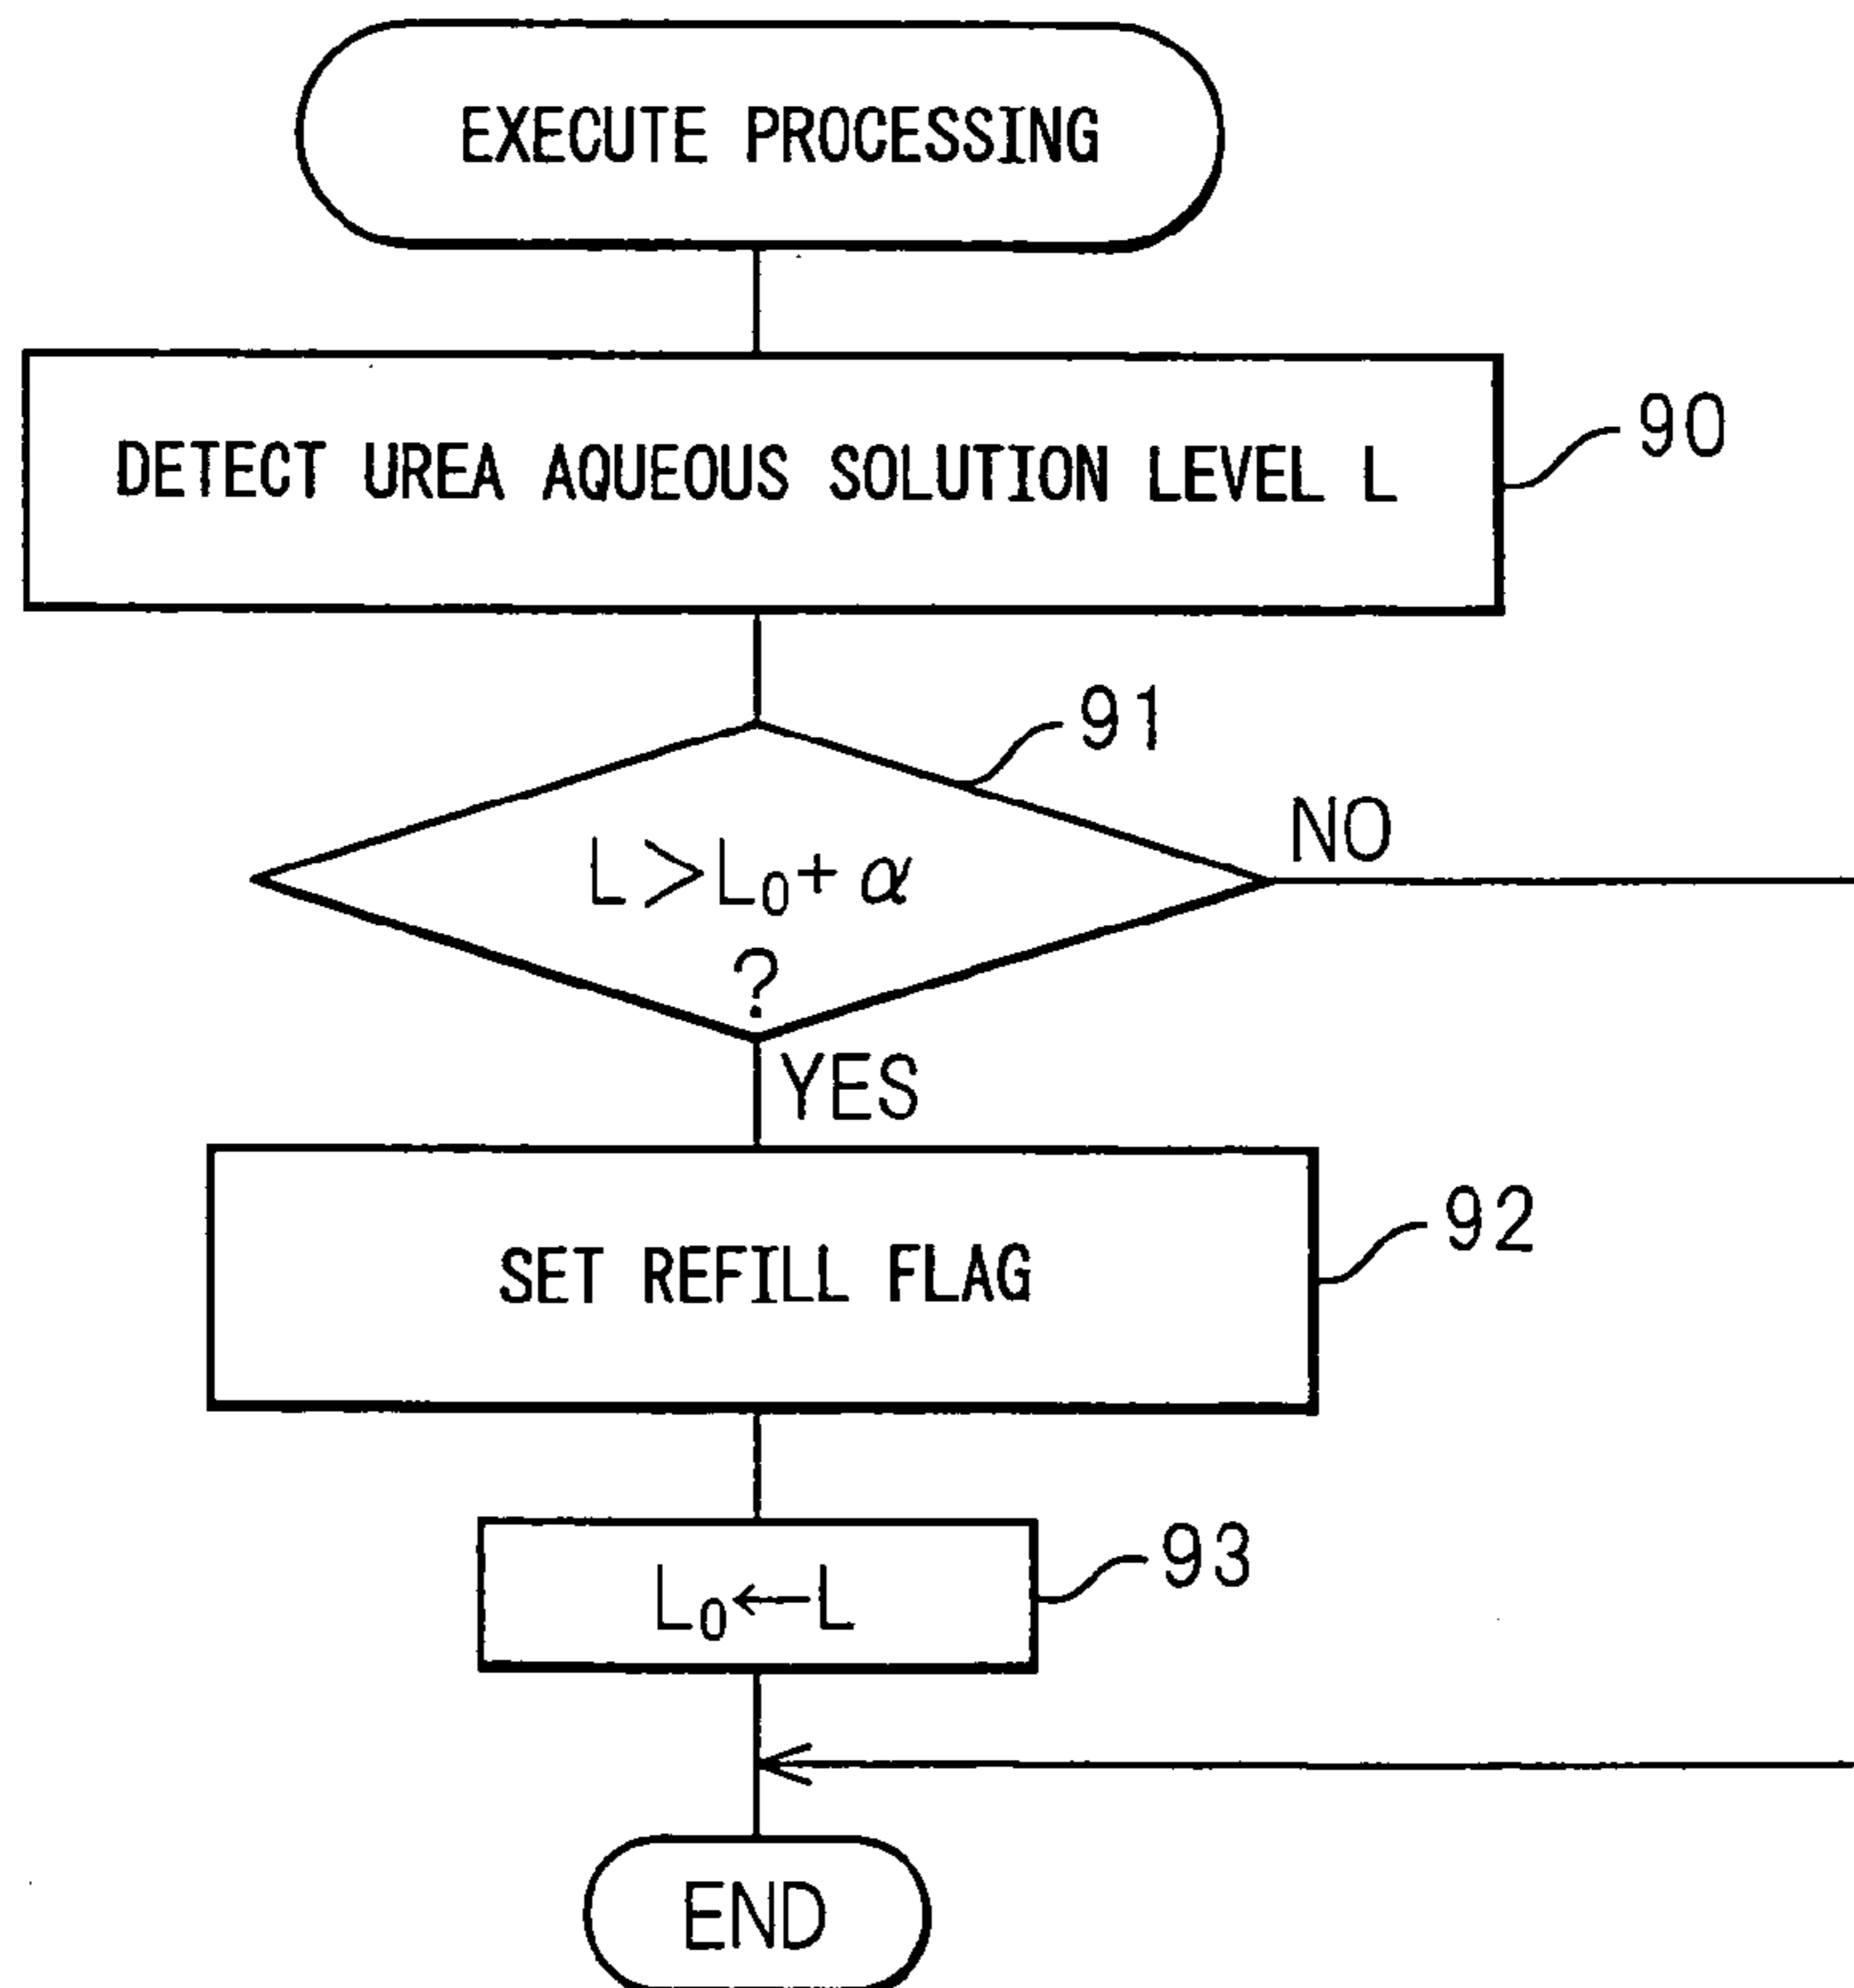 EXECUTE PROCESSING
DETECT UREA AQUEOUS SOLUTION LEVEL L
90
91
L>L₀+α
?
NO
YES
SET REFILL FLAG
92
L₀←L
93
END